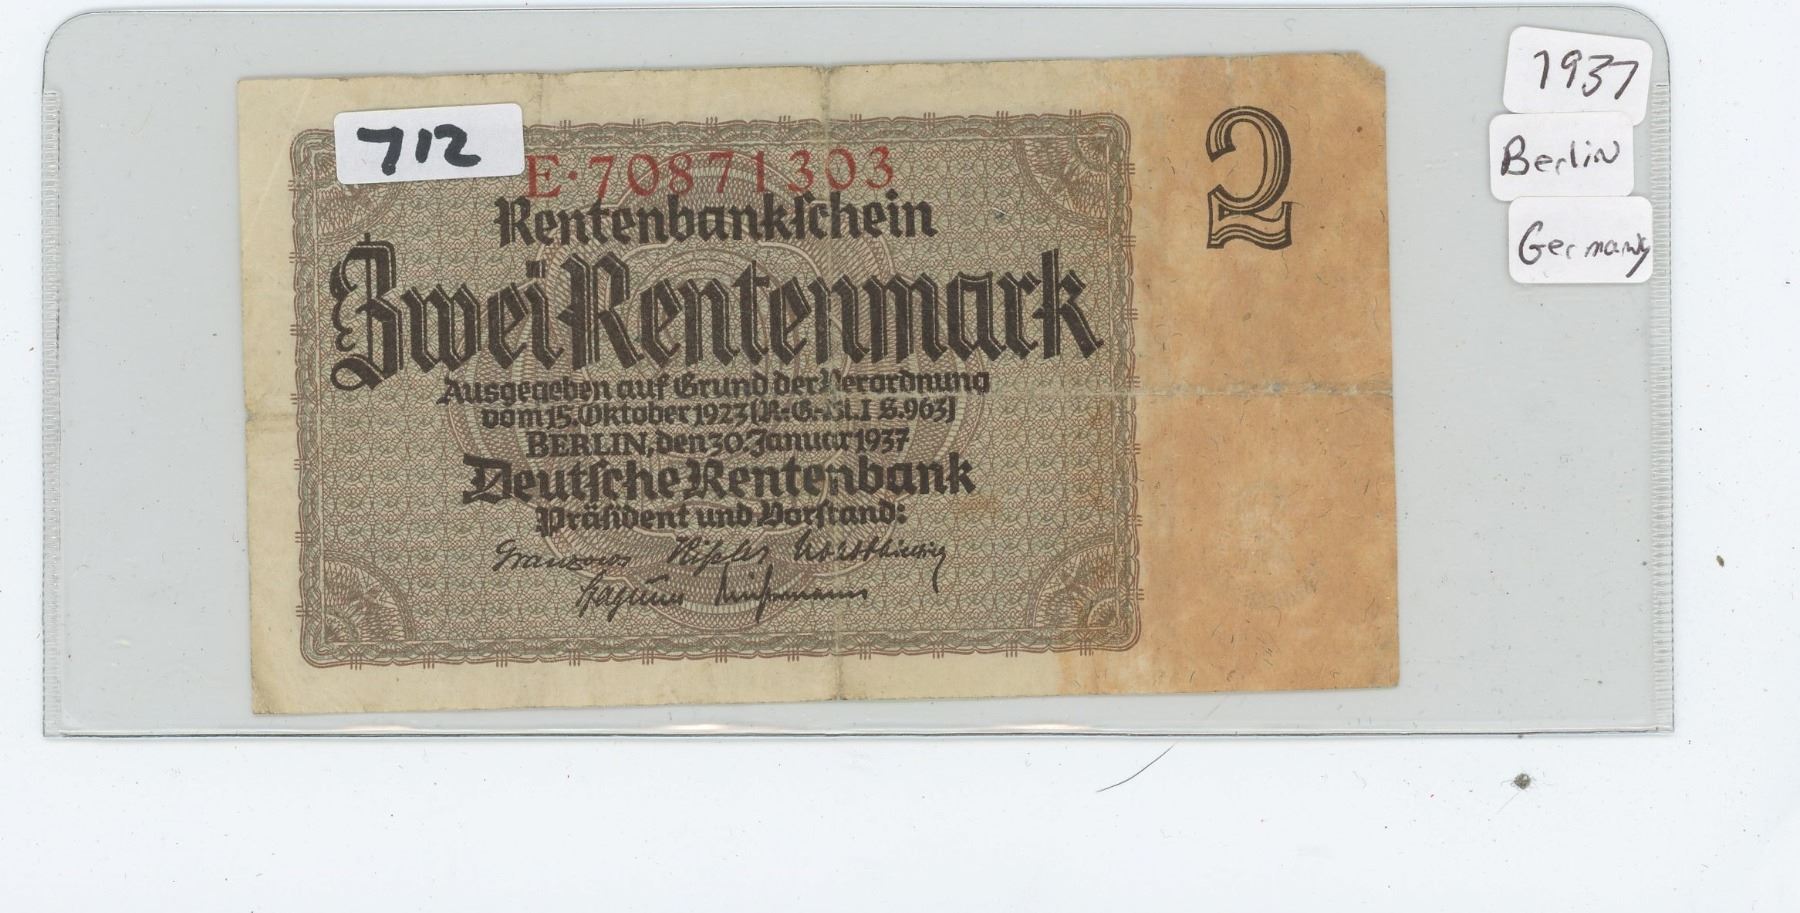 1937
Berlin
Germany
712
E·70871303
2
Rentenbankſchein
Zwei Rentenmark
Ausgegeben auf Grund der Verordnung
vom 15. Oktober 1923 (R.-G.-Bl. I S. 963)
BERLIN, den 30. Januar 1937
Deutſche Rentenbank
Präſident und Vorſtand: